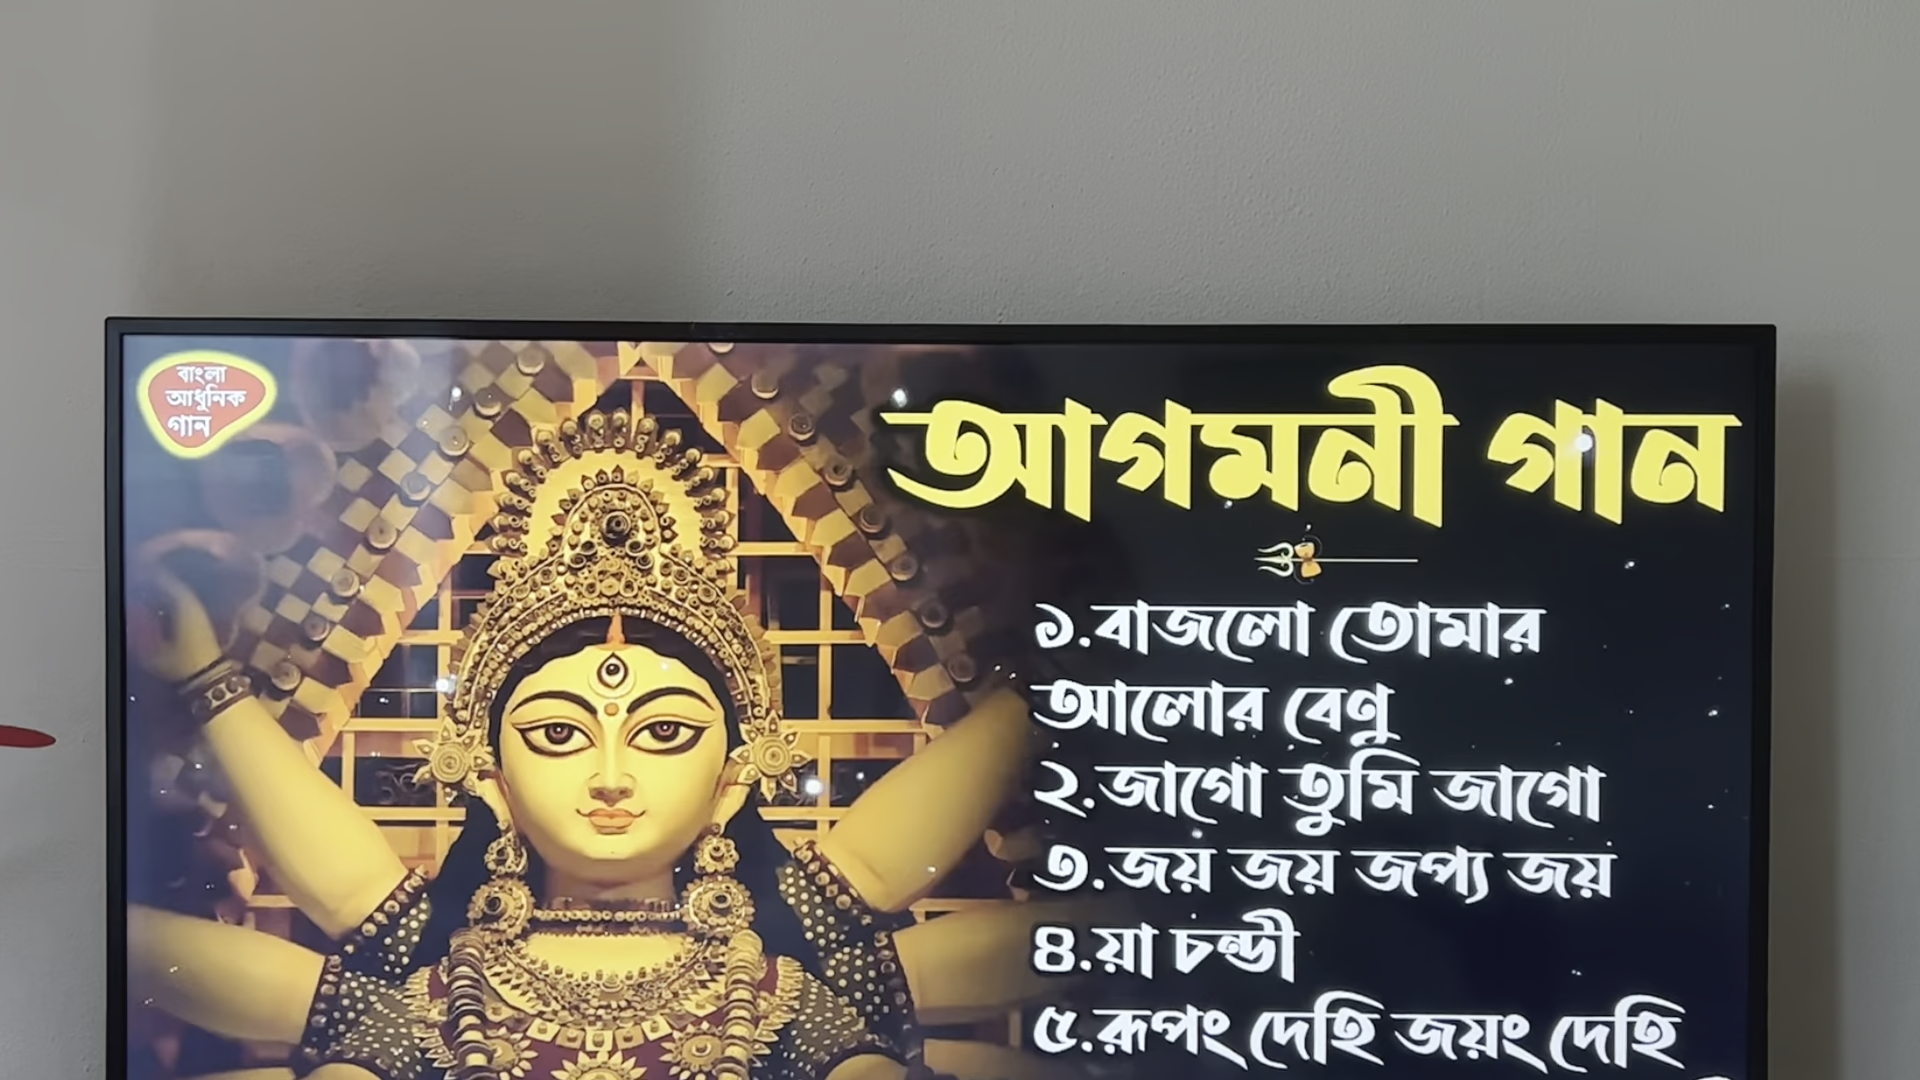 বাংলা
আধুনিক
গান
আগমনী গান
১.বাজলো তোমার
আলোর বেণু
২.জাগো তুমি জাগো
৩.জয় জয় জপ্য জয়
৪.য়া চন্ডী
৫.রূপং দেহি জয়ং দেহি